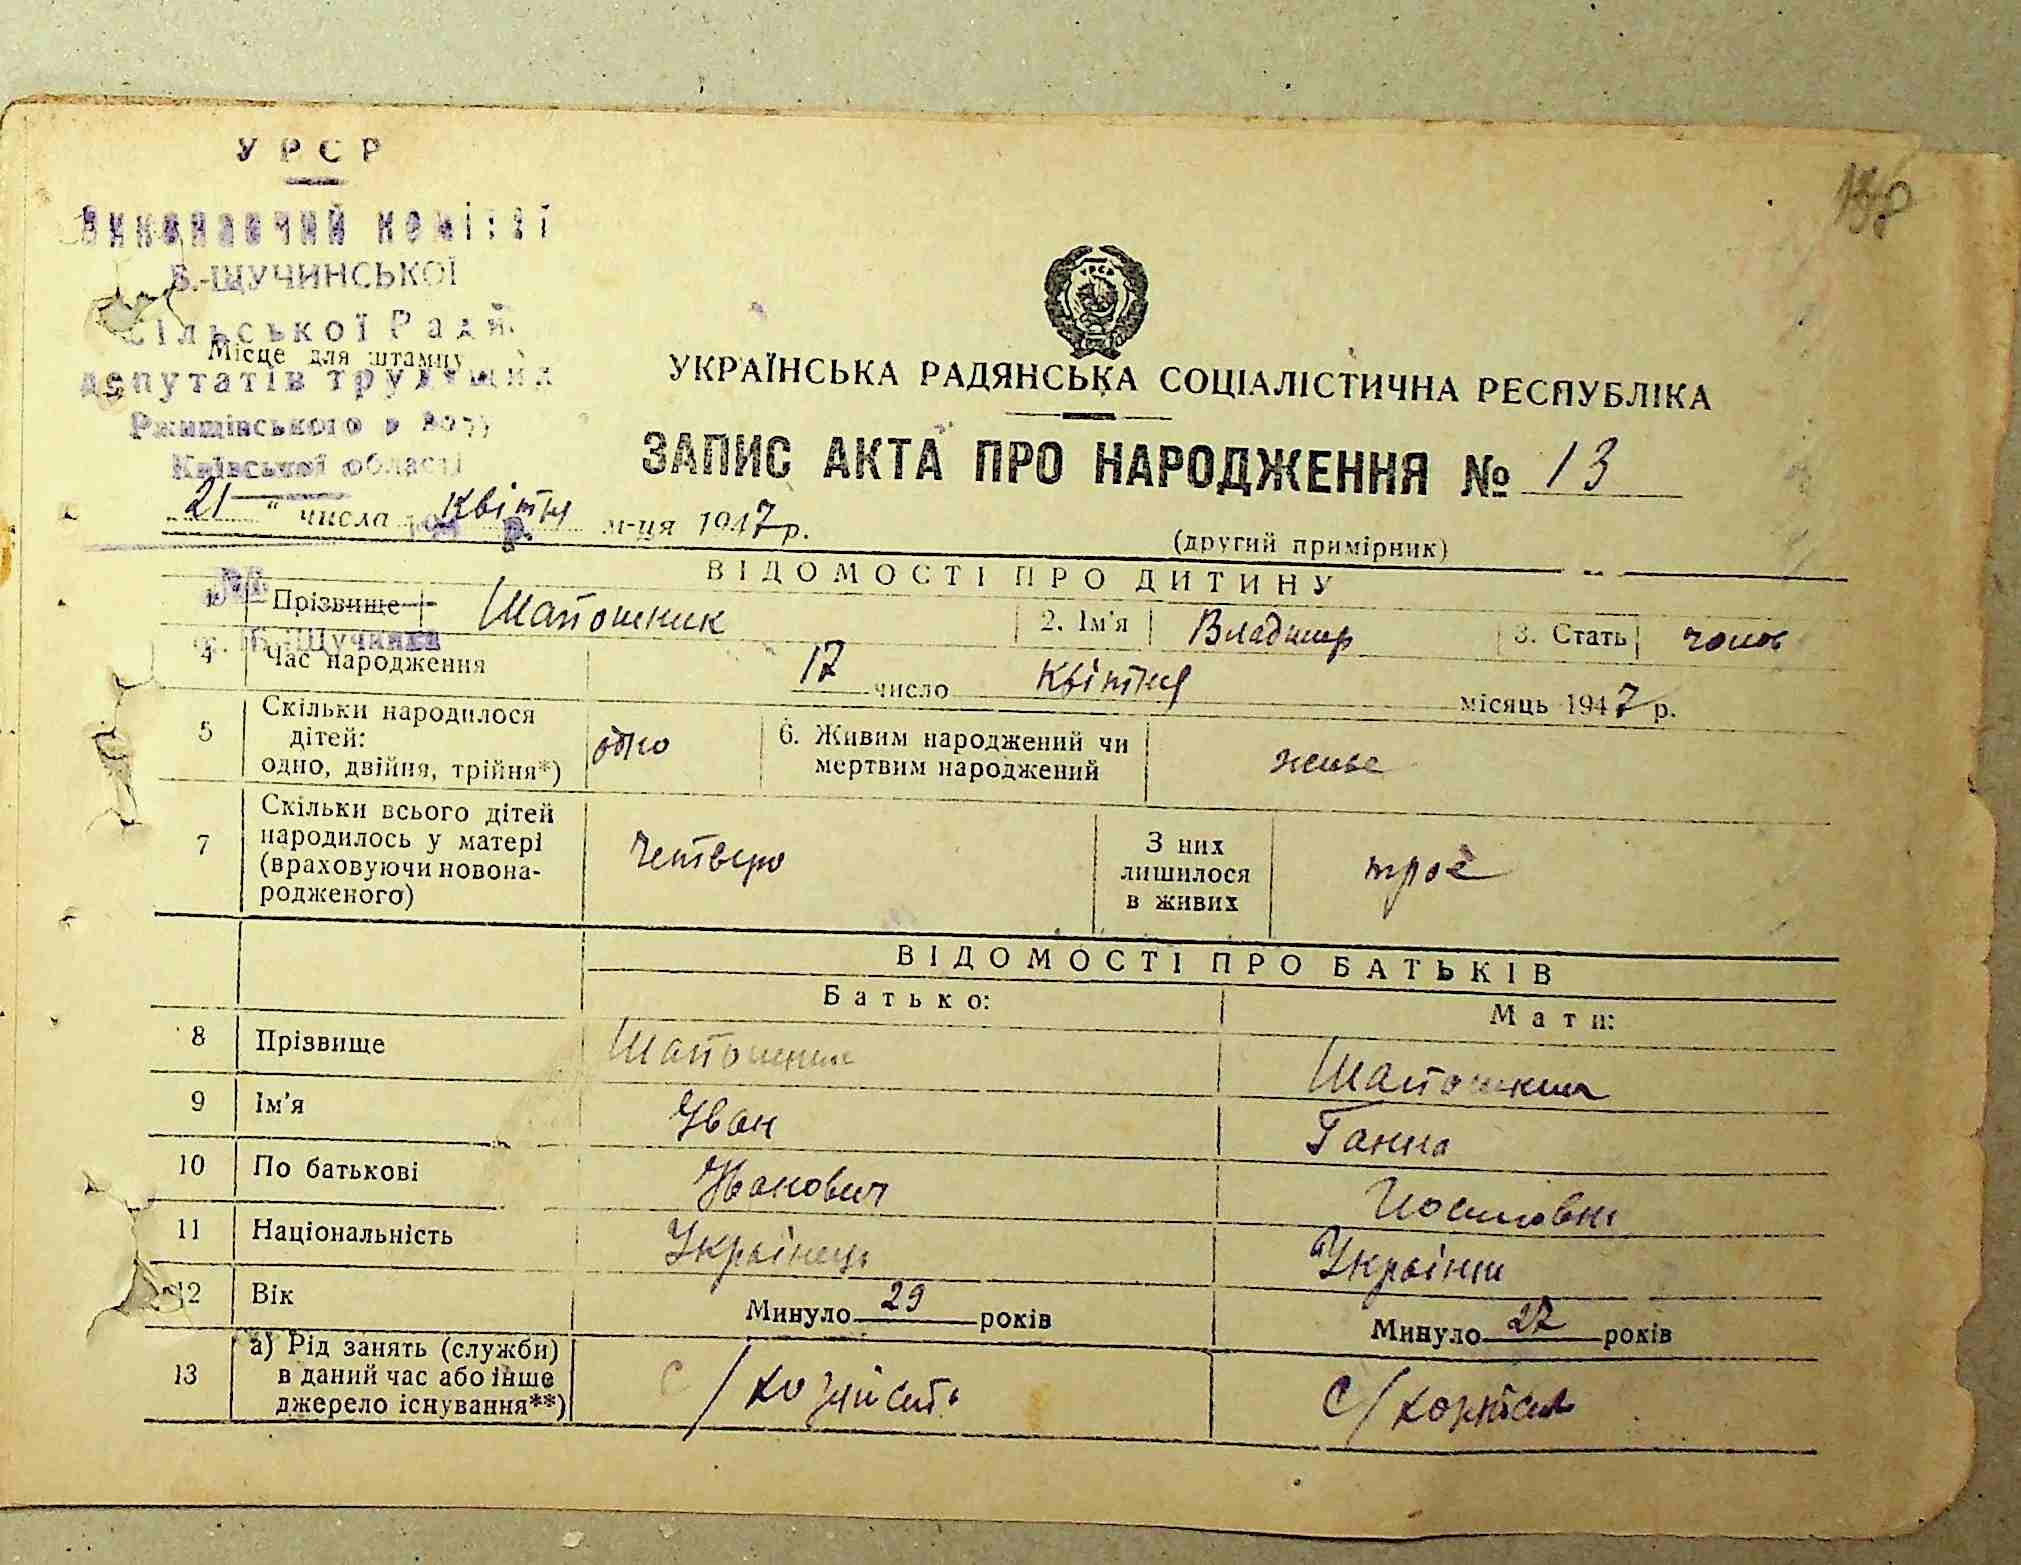 УРСР
Виконавчий комітет
Б.-ЩУЧИНСЬКОЇ
Сільської Ради
Місце для штампу
депутатів трудящих
Ржищівського р-ну
Київської області
158
УКРАЇНСЬКА РАДЯНСЬКА СОЦІАЛІСТИЧНА РЕСПУБЛІКА
ЗАПИС АКТА ПРО НАРОДЖЕННЯ № 13
21 " числа квітня м-ця 1947 р.
(другий примірник)
ВІДОМОСТІ ПРО ДИТИНУ
1 Прізвище Шапошник 2. Ім'я Владимир 3. Стать чолов
с. Б.-Щучинка
4 Час народження 17 число квітня місяць 1947 р.
5 Скільки народилося дітей: одно, двійня, трійня*) одно 6. Живим народжений чи мертвим народжений живе
7 Скільки всього дітей народилось у матері (враховуючи новонародженого) четверо З них лишилося в живих троє
ВІДОМОСТІ ПРО БАТЬКІВ
Батько: Мати:
8 Прізвище Шапошник Шапошник
9 Ім'я Іван Ганна
10 По батькові Іванович Йосиповна
11 Національність Українець Українка
12 Вік Минуло 29 років Минуло 27 років
13 а) Рід занять (служби) в даний час або інше джерело існування**) с/ с/